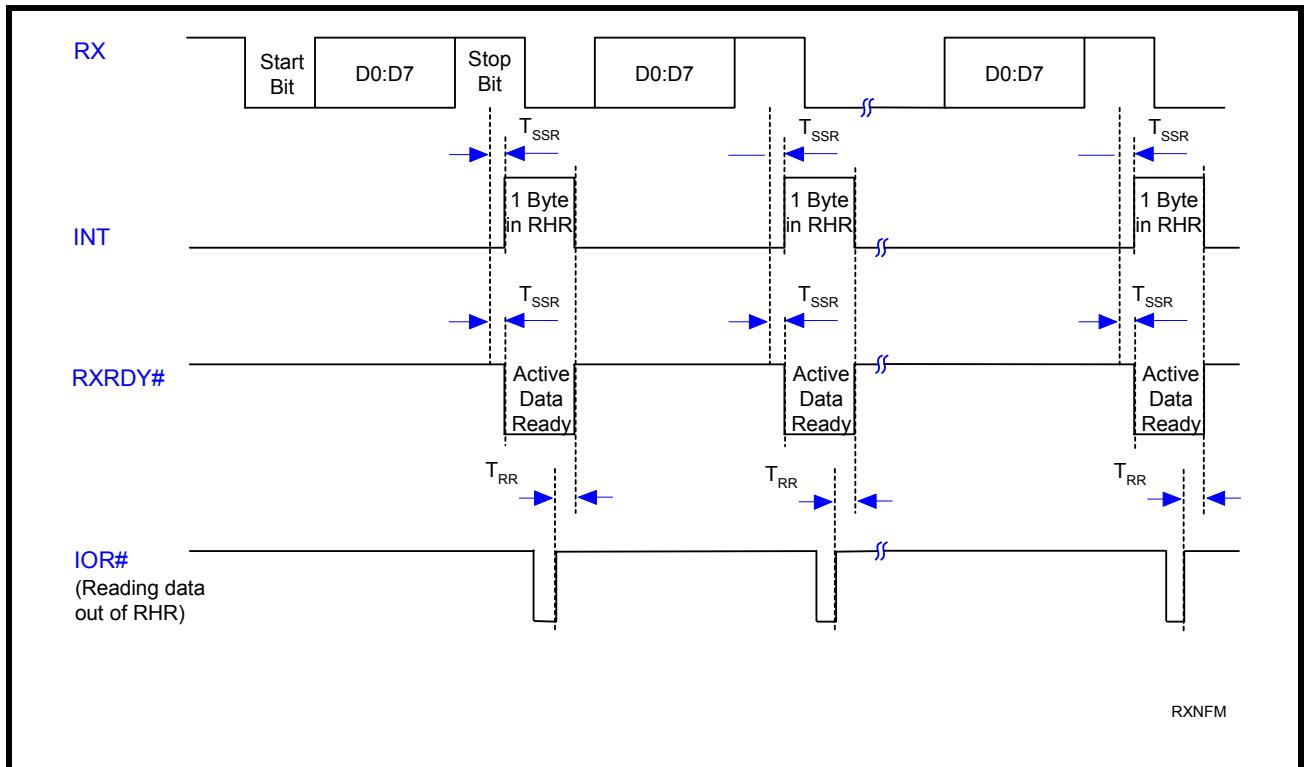 RX
Start
Bit
D0:D7
Stop
Bit
D0:D7
D0:D7
TSSR
TSSR
TSSR
INT
1 Byte
in RHR
1 Byte
in RHR
1 Byte
in RHR
TSSR
TSSR
TSSR
RXRDY#
Active
Data
Ready
Active
Data
Ready
Active
Data
Ready
TRR
TRR
TRR
IOR#
(Reading data
out of RHR)
RXNFM